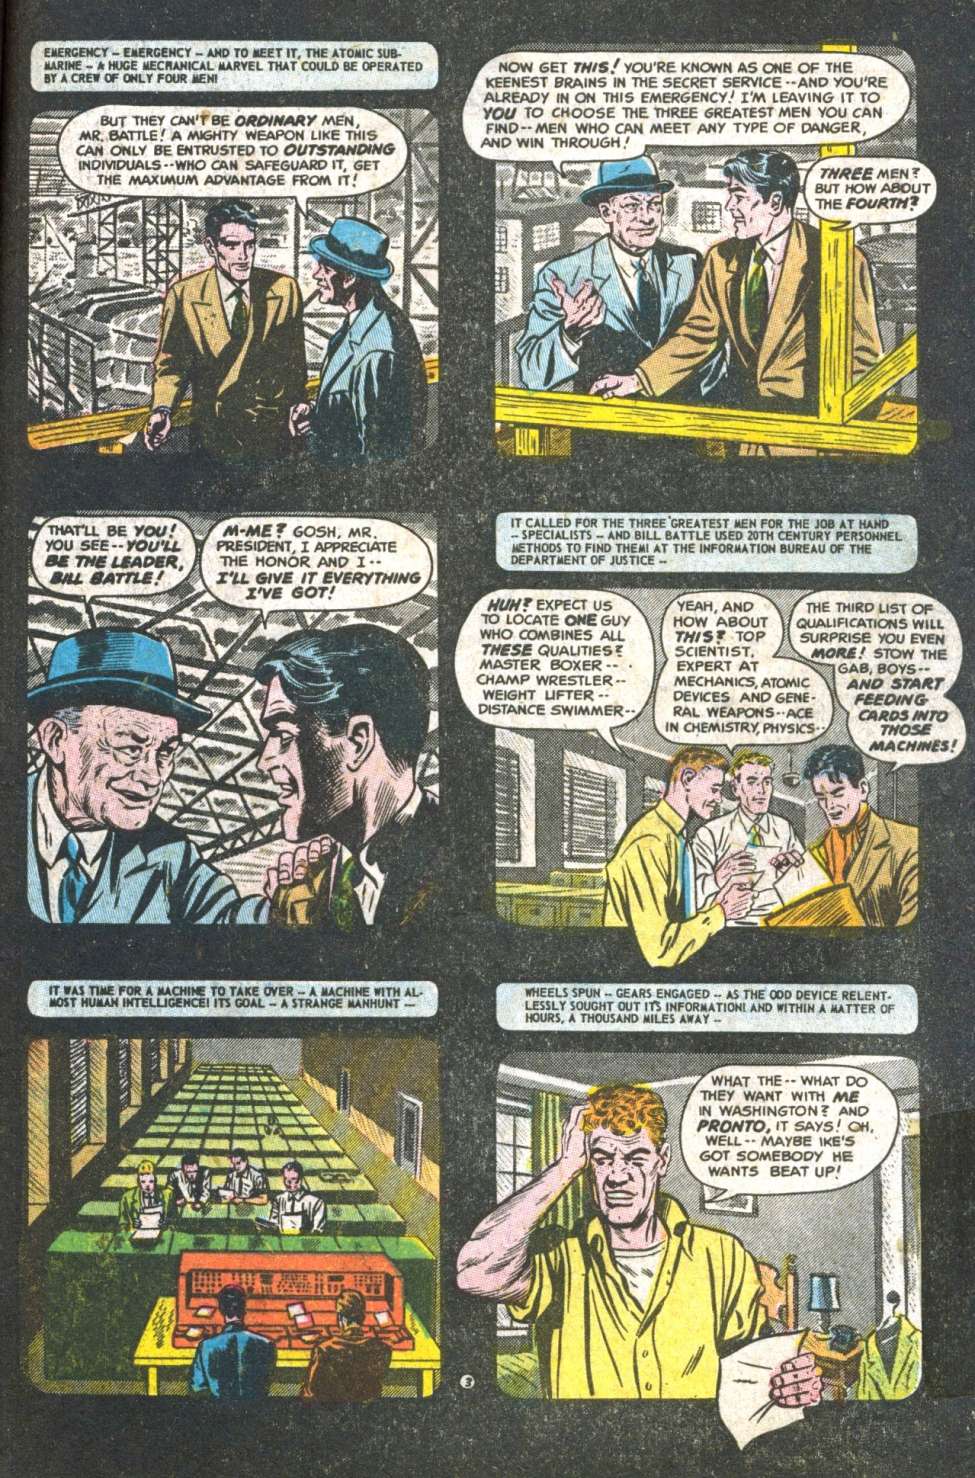 EMERGENCY -- EMERGENCY -- AND TO MEET IT, THE ATOMIC SUB-
MARINE -- A HUGE MECHANICAL MARVEL THAT COULD BE OPERATED
BY A CREW OF ONLY FOUR MEN!
BUT THEY CAN'T BE ORDINARY MEN,
MR. BATTLE! A MIGHTY WEAPON LIKE THIS
CAN ONLY BE ENTRUSTED TO OUTSTANDING
INDIVIDUALS--WHO CAN SAFEGUARD IT, GET
THE MAXIMUM ADVANTAGE FROM IT!
NOW GET THIS! YOU'RE KNOWN AS ONE OF THE
KEENEST BRAINS IN THE SECRET SERVICE--AND YOU'RE
ALREADY IN ON THIS EMERGENCY! I'M LEAVING IT TO
YOU TO CHOOSE THE THREE GREATEST MEN YOU CAN
FIND--MEN WHO CAN MEET ANY TYPE OF DANGER,
AND WIN THROUGH!
THREE MEN?
BUT HOW ABOUT
THE FOURTH?
THAT'LL BE YOU!
YOU SEE--YOU'LL
BE THE LEADER,
BILL BATTLE!
M-ME? GOSH, MR.
PRESIDENT, I APPRECIATE
THE HONOR AND I--
I'LL GIVE IT EVERYTHING
I'VE GOT!
IT CALLED FOR THE THREE GREATEST MEN FOR THE JOB AT HAND
-- SPECIALISTS -- AND BILL BATTLE USED 20TH CENTURY PERSONNEL
METHODS TO FIND THEM! AT THE INFORMATION BUREAU OF THE
DEPARTMENT OF JUSTICE --
HUH? EXPECT US
TO LOCATE ONE GUY
WHO COMBINES ALL
THESE QUALITIES?
MASTER BOXER--
CHAMP WRESTLER--
WEIGHT LIFTER--
DISTANCE SWIMMER--
YEAH, AND
HOW ABOUT
THIS? TOP
SCIENTIST,
EXPERT AT
MECHANICS, ATOMIC
DEVICES AND GENE-
RAL WEAPONS--ACE
IN CHEMISTRY, PHYSICS--
THE THIRD LIST OF
QUALIFICATIONS WILL
SURPRISE YOU EVEN
MORE! STOW THE
GAB, BOYS--
AND START
FEEDING
CARDS INTO
THOSE
MACHINES!
IT WAS TIME FOR A MACHINE TO TAKE OVER -- A MACHINE WITH AL-
MOST HUMAN INTELLIGENCE! ITS GOAL -- A STRANGE MANHUNT --
WHEELS SPUN -- GEARS ENGAGED -- AS THE ODD DEVICE RELENT-
LESSLY SOUGHT OUT IT'S INFORMATION! AND WITHIN A MATTER OF
HOURS, A THOUSAND MILES AWAY --
WHAT THE--WHAT DO
THEY WANT WITH ME
IN WASHINGTON? AND
PRONTO, IT SAYS! OH,
WELL--MAYBE IKE'S
GOT SOMEBODY HE
WANTS BEAT UP!
3